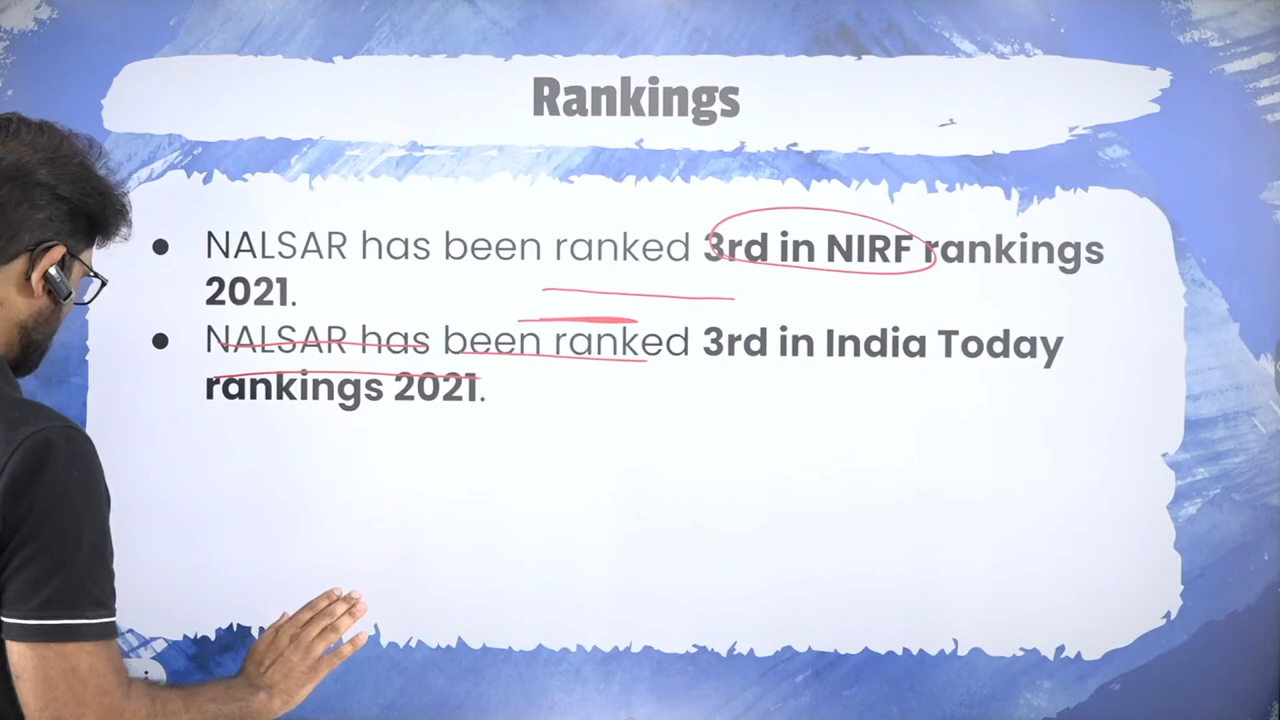 Rankings
● NALSAR has been ranked 3rd in NIRF rankings
2021.
● NALSAR has been ranked 3rd in India Today
rankings 2021.